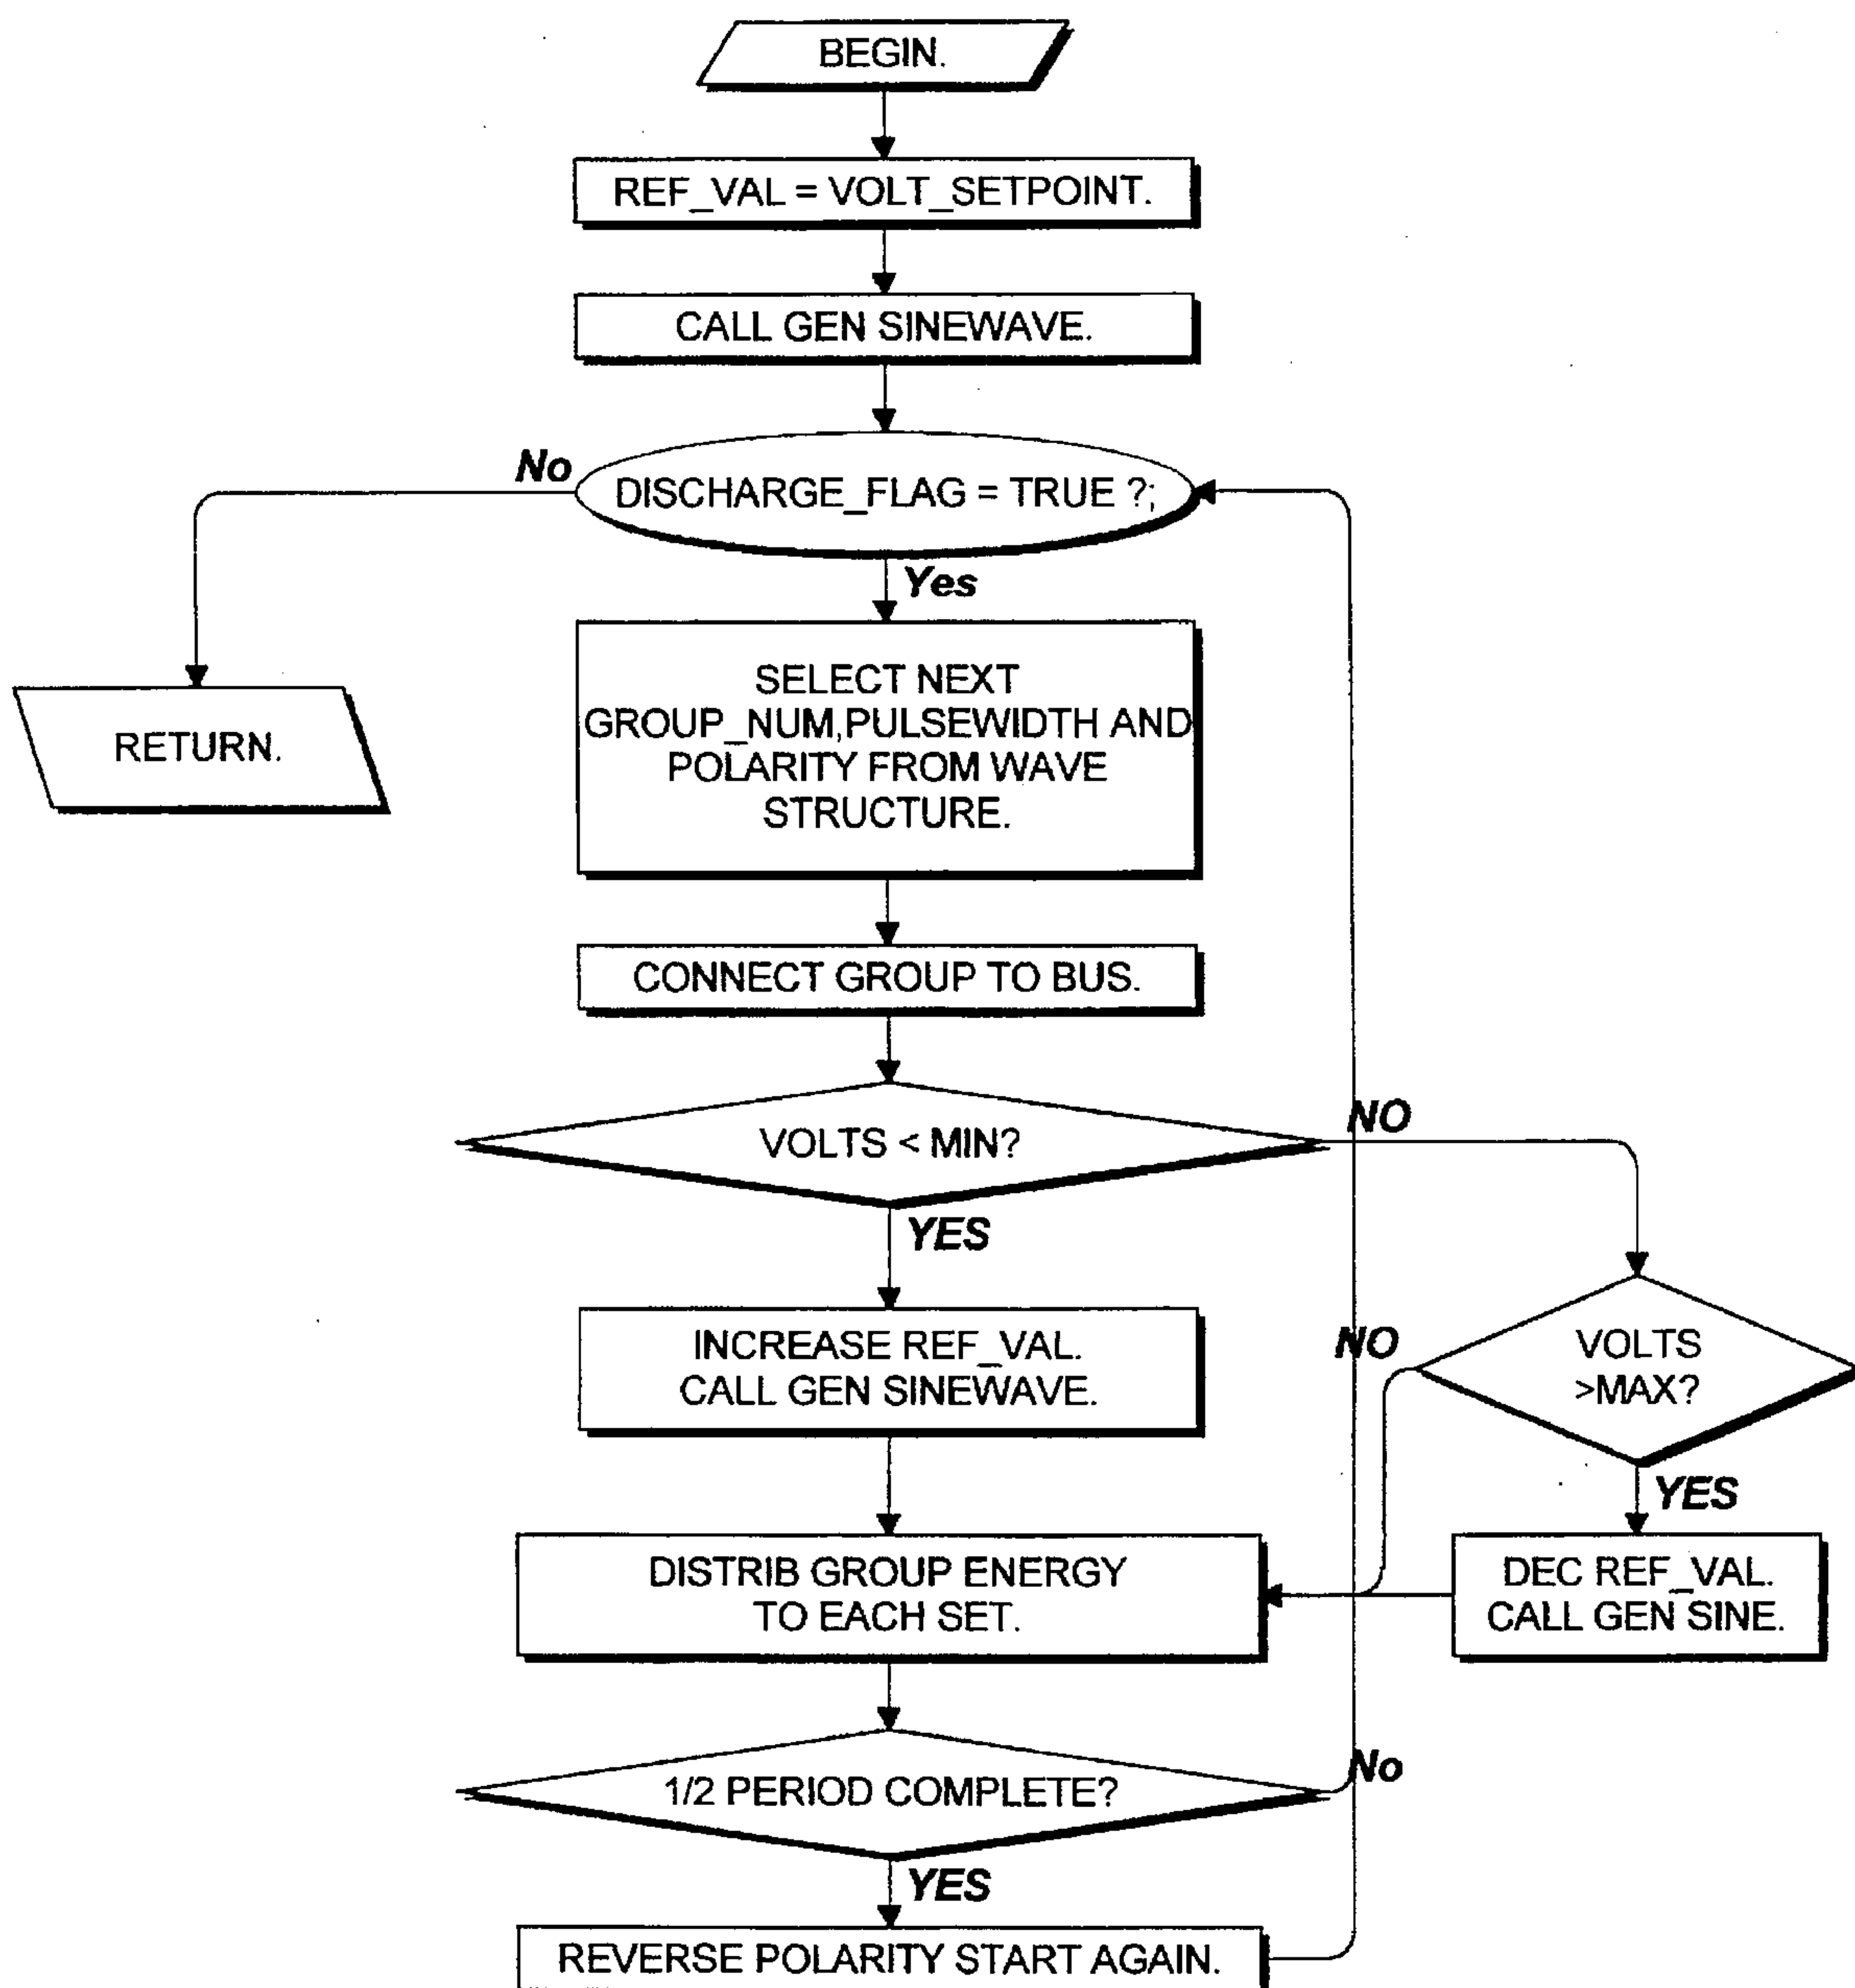 BEGIN.
REF_VAL = VOLT_SETPOINT.
CALL GEN SINEWAVE.
No
DISCHARGE_FLAG = TRUE ?;
Yes
SELECT NEXT
GROUP_NUM,PULSEWIDTH AND
POLARITY FROM WAVE
STRUCTURE.
RETURN.
CONNECT GROUP TO BUS.
VOLTS < MIN?
NO
YES
INCREASE REF_VAL.
CALL GEN SINEWAVE.
NO
VOLTS
>MAX?
YES
DISTRIB GROUP ENERGY
TO EACH SET.
DEC REF_VAL.
CALL GEN SINE.
1/2 PERIOD COMPLETE?
No
YES
REVERSE POLARITY START AGAIN.